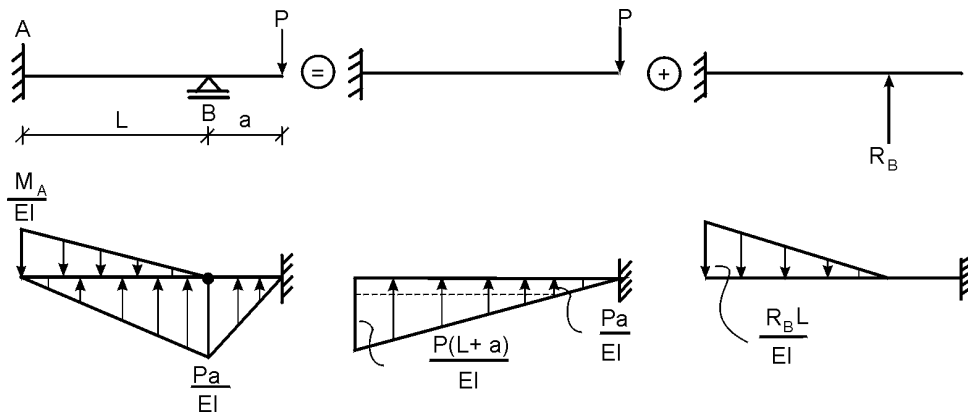 A
P
=
P
+
B
L
a
R_B
M_A
EI
Pa
EI
P(L+ a)
EI
Pa
EI
R_B L
EI